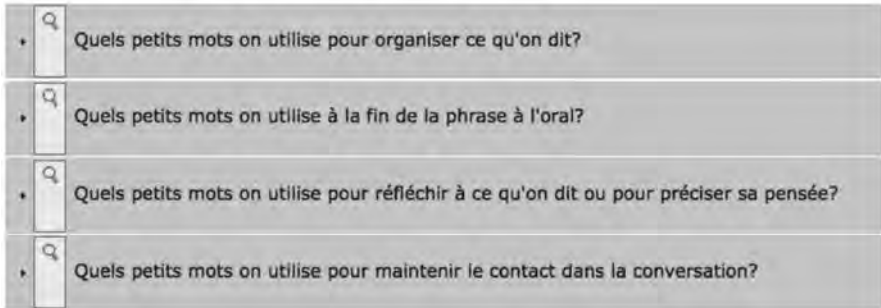 Quels petits mots on utilise pour organiser ce qu'on dit?
Quels petits mots on utilise à la fin de la phrase à l'oral?
Quels petits mots on utilise pour réfléchir à ce qu'on dit ou pour préciser sa pensée?
Quels petits mots on utilise pour maintenir le contact dans la conversation?